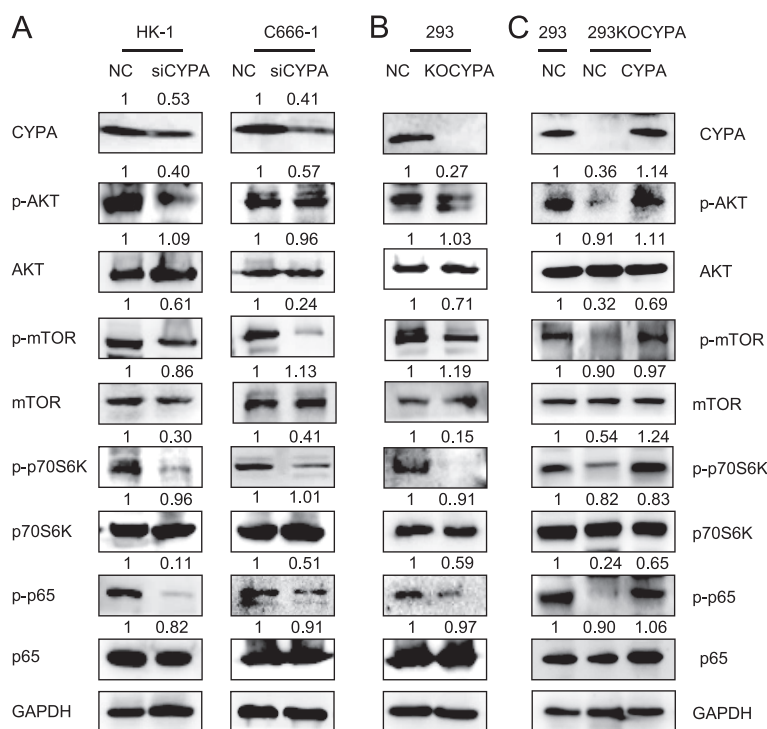 A B C
HK-1 C666-1 293 293 293KOCYPA
NC siCYPA NC siCYPA NC KOCYPA NC NC CYPA
1 0.53 1 0.41
CYPA CYPA
1 0.40 1 0.57 1 0.27 1 0.36 1.14
p-AKT p-AKT
1 1.09 1 0.96 1 1.03 1 0.91 1.11
AKT AKT
1 0.61 1 0.24 1 0.71 1 0.32 0.69
p-mTOR p-mTOR
1 0.86 1 1.13 1 1.19 1 0.90 0.97
mTOR mTOR
1 0.30 1 0.41 1 0.15 1 0.54 1.24
p-p70S6K p-p70S6K
1 0.96 1 1.01 1 0..91 1 0.82 0.83
p70S6K p70S6K
1 0.11 1 0.51 1 0.59 1 0.24 0.65
p-p65 p-p65
1 0.82 1 0.91 1 0.97 1 0.90 1.06
p65 p65
GAPDH GAPDH